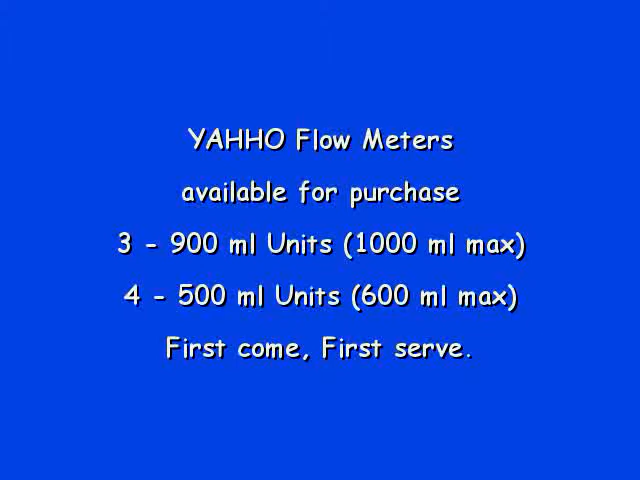 YAHHO Flow Meters
available for purchase
3 - 900 ml Units (1000 ml max)
4 - 500 ml Units (600 ml max)
First come, First serve.